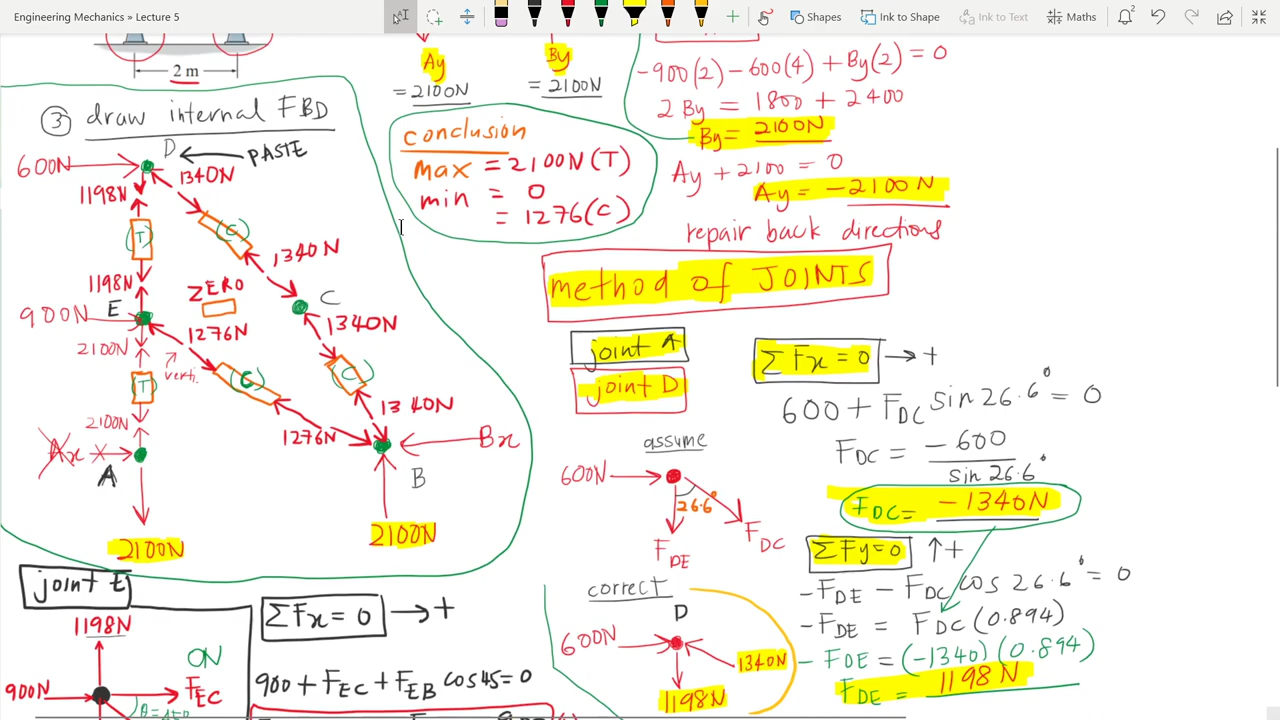 Engineering Mechanics » Lecture 5
Shapes
Ink to Shape
Ink to Text
Maths
2 m
Ay
= 2100N
By
= 2100N
-900(2) - 600(4) + By(2) = 0
2 By = 1800 + 2400
By = 2100N
Ay + 2100 = 0
Ay = -2100 N
repair back directions
③ draw internal FBD
600N
D
PASTE
1198N
1340N
(T)
(C)
1340N
1198N
ZERO
E
C
900N
1276N
1340N
2100N
verti.
(T)
(C)
(C)
2100N
1340N
1276N
Ax
Bx
A
B
2100N
2100N
conclusion
max = 2100N (T)
min = 0
= 1276 (C)
method of JOINTS
joint A
joint D
ΣFx = 0 → +
600 + FDC sin 26.6° = 0
FDC = -600
sin 26.6°
FDC = -1340N
assume
600N
26.6°
FDE
FDC
ΣFy = 0 ↑ +
-FDE - FDC cos 26.6° = 0
-FDE = FDC (0.894)
-FDE = (-1340)(0.894)
FDE = 1198 N
correct
D
600N
1340N
1198N
joint E
1198N
ON
900N
FEC
ΣFx = 0 → +
900 + FEC + FEB cos 45 = 0